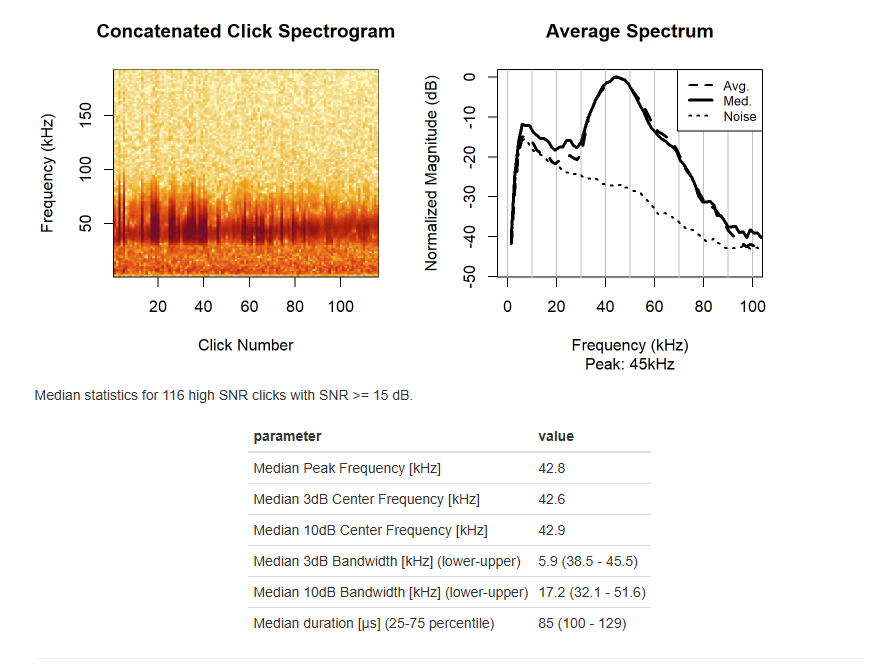 Concatenated Click Spectrogram
Frequency (kHz)
150
100
50
20 40 60 80 100
Click Number
Average Spectrum
Normalized Magnitude (dB)
0
-10
-20
-30
-40
-50
Avg.
Med.
Noise
0 20 40 60 80 100
Frequency (kHz)
Peak: 45kHz
Median statistics for 116 high SNR clicks with SNR >= 15 dB.
parameter value
Median Peak Frequency [kHz] 42.8
Median 3dB Center Frequency [kHz] 42.6
Median 10dB Center Frequency [kHz] 42.9
Median 3dB Bandwidth [kHz] (lower-upper) 5.9 (38.5 - 45.5)
Median 10dB Bandwidth [kHz] (lower-upper) 17.2 (32.1 - 51.6)
Median duration [µs] (25-75 percentile) 85 (100 - 129)